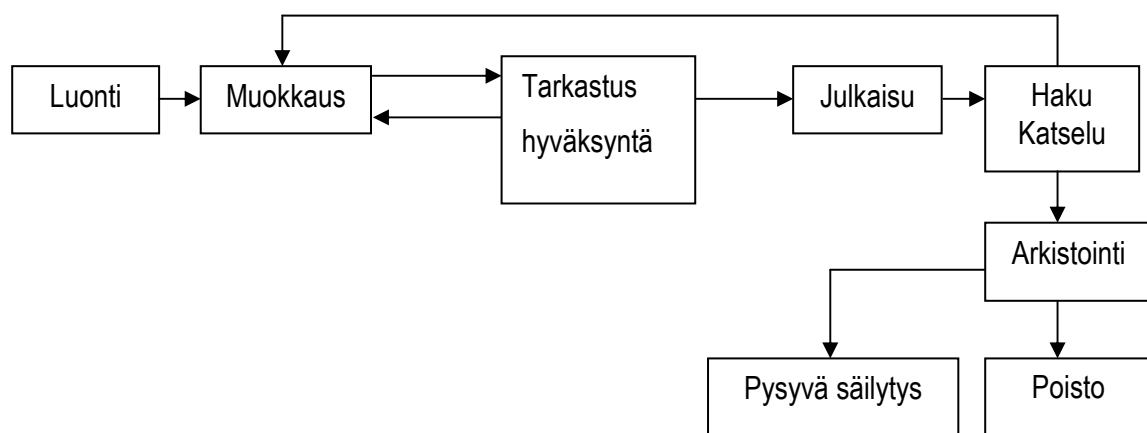 Luonti
Muokkaus
Tarkastus
hyväksyntä
Julkaisu
Haku
Katselu
Arkistointi
Pysyvä säilytys
Poisto